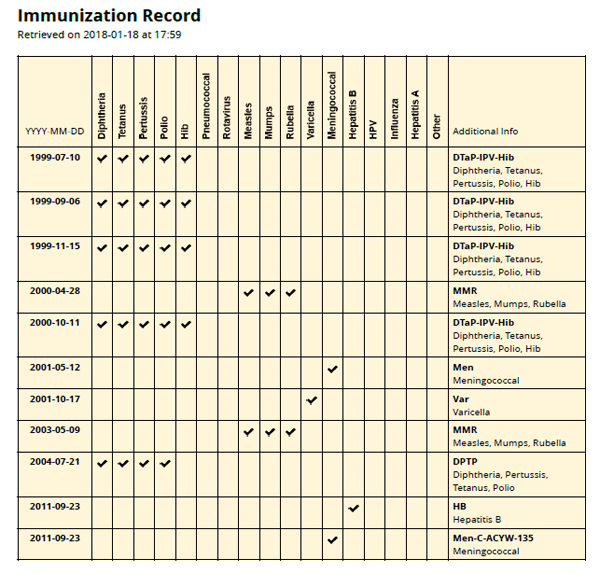 Immunization Record
Retrieved on 2018-01-18 at 17:59
YYYY-MM-DD Diphtheria Tetanus Pertussis Polio Hib Pneumococcal Rotavirus Measles Mumps Rubella Varicella Meningococcal Hepatitis B HPV Influenza Hepatitis A Other Additional Info
1999-07-10 ✓ ✓ ✓ ✓ ✓ DTaP-IPV-Hib
Diphtheria, Tetanus,
Pertussis, Polio, Hib
1999-09-06 ✓ ✓ ✓ ✓ ✓ DTaP-IPV-Hib
Diphtheria, Tetanus,
Pertussis, Polio, Hib
1999-11-15 ✓ ✓ ✓ ✓ ✓ DTaP-IPV-Hib
Diphtheria, Tetanus,
Pertussis, Polio, Hib
2000-04-28 ✓ ✓ ✓ MMR
Measles, Mumps, Rubella
2000-10-11 ✓ ✓ ✓ ✓ ✓ DTaP-IPV-Hib
Diphtheria, Tetanus,
Pertussis, Polio, Hib
2001-05-12 ✓ Men
Meningococcal
2001-10-17 ✓ Var
Varicella
2003-05-09 ✓ ✓ ✓ MMR
Measles, Mumps, Rubella
2004-07-21 ✓ ✓ ✓ ✓ DPTP
Diphtheria, Pertussis,
Tetanus, Polio
2011-09-23 ✓ HB
Hepatitis B
2011-09-23 ✓ Men-C-ACYW-135
Meningococcal